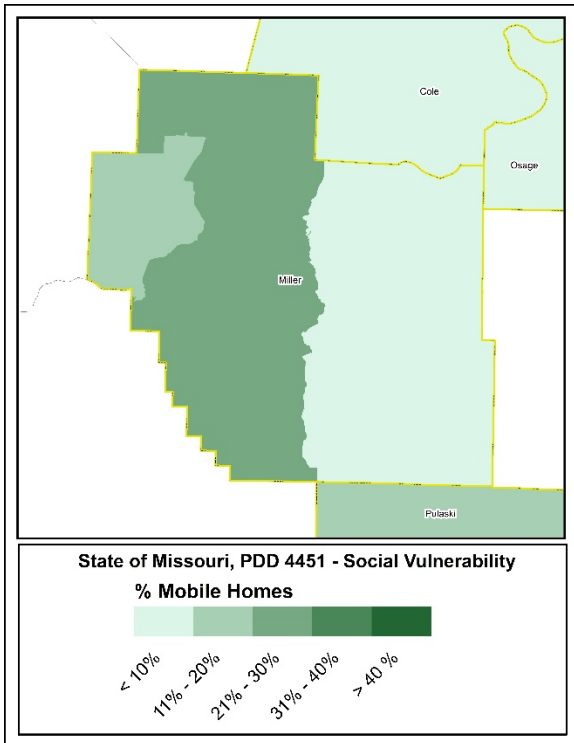 Cole
Osage
Miller
Pulaski
State of Missouri, PDD 4451 - Social Vulnerability
% Mobile Homes
< 10%
11% - 20%
21% - 30%
31% - 40%
> 40 %